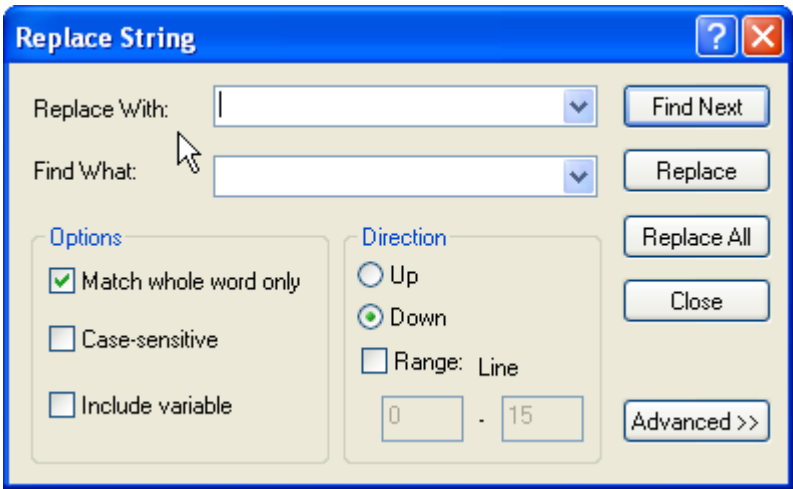 Replace String
Replace With:
Find Next
Find What:
Replace
Options
Direction
Replace All
Match whole word only
Up
Close
Down
Case-sensitive
Range: Line
Include variable
0 - 15
Advanced >>